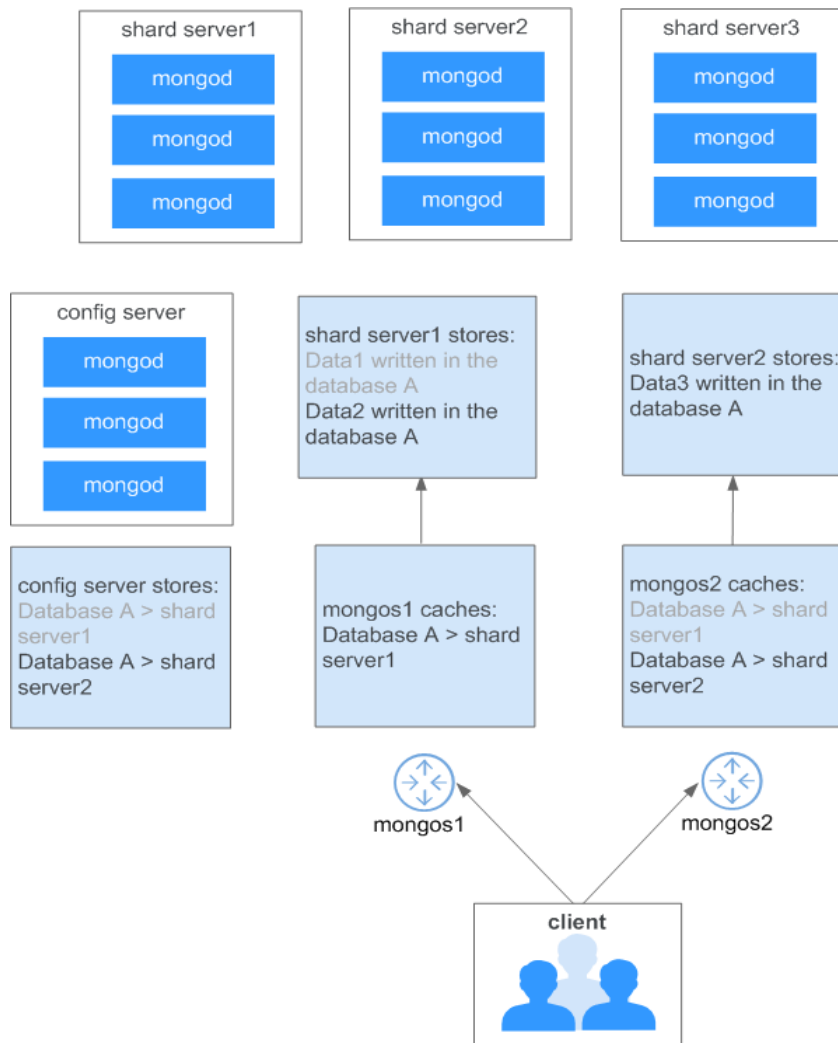 shard server1
mongod
mongod
mongod
shard server2
mongod
mongod
mongod
shard server3
mongod
mongod
mongod
config server
mongod
mongod
mongod
shard server1 stores:
Data1 written in the
database A
Data2 written in the
database A
shard server2 stores:
Data3 written in the
database A
config server stores:
Database A > shard
server1
Database A > shard
server2
mongos1 caches:
Database A > shard
server1
mongos2 caches:
Database A > shard
server1
Database A > shard
server2
mongos1
mongos2
client